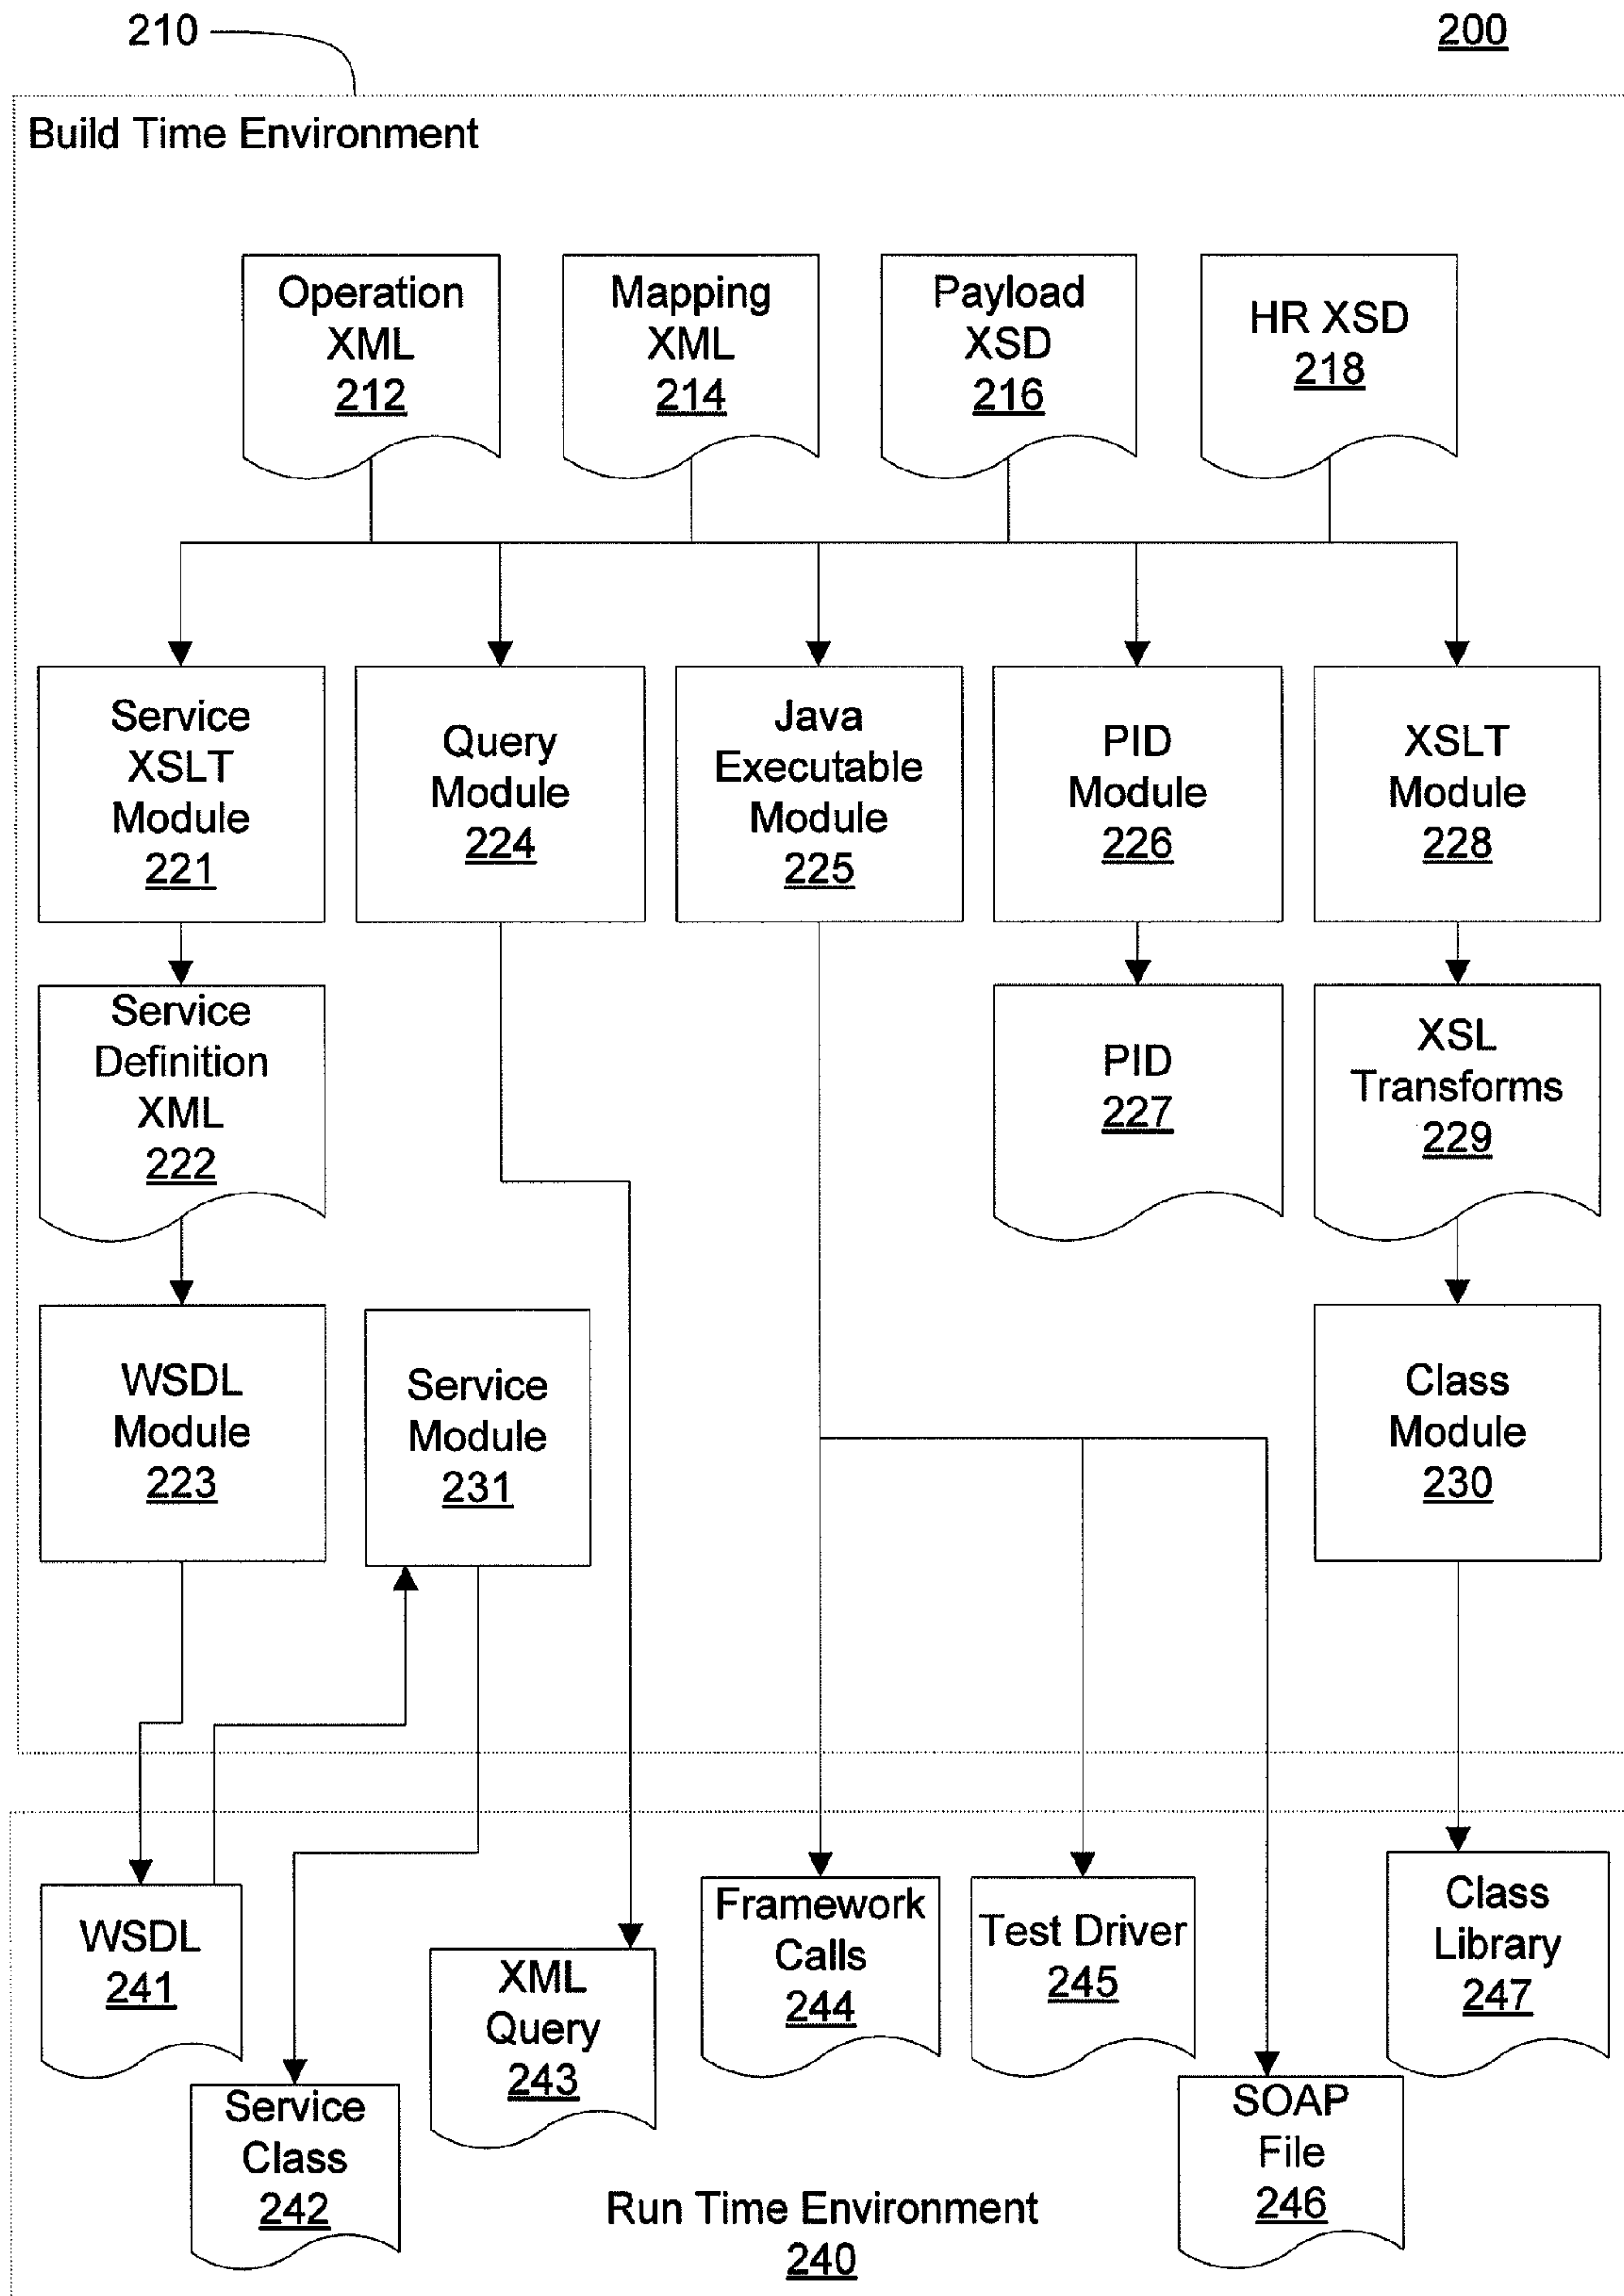 210
200
Build Time Environment
Operation
XML
212
Mapping
XML
214
Payload
XSD
216
HR XSD
218
Service
XSLT
Module
221
Query
Module
224
Java
Executable
Module
225
PID
Module
226
XSLT
Module
228
Service
Definition
XML
222
PID
227
XSL
Transforms
229
WSDL
Module
223
Service
Module
231
Class
Module
230
WSDL
241
Service
Class
242
XML
Query
243
Framework
Calls
244
Test Driver
245
SOAP
File
246
Class
Library
247
Run Time Environment
240